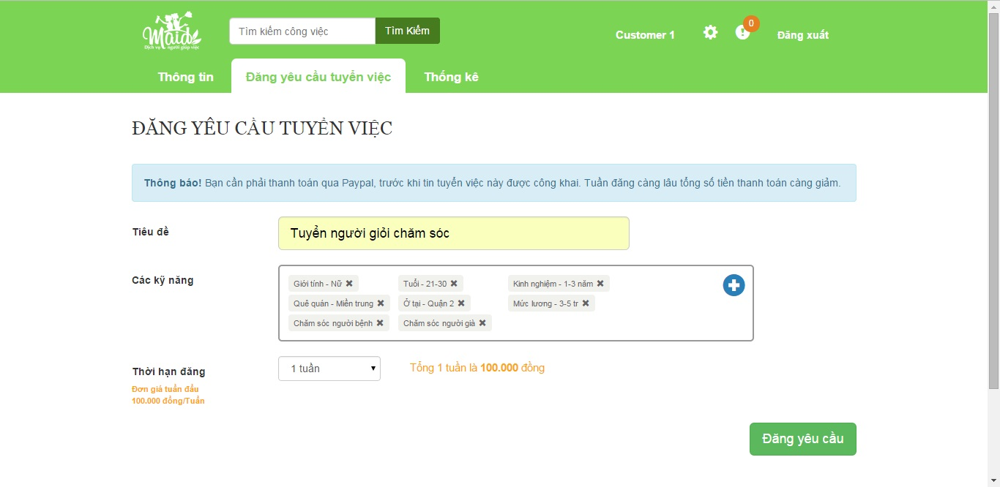 Maid
Dịch vụ người giúp việc
Tìm kiếm công việc
Tìm Kiếm
Customer 1
0
Đăng xuất
Thông tin
Đăng yêu cầu tuyển việc
Thống kê
ĐĂNG YÊU CẦU TUYỂN VIỆC
Thông báo! Bạn cần phải thanh toán qua Paypal, trước khi tin tuyển việc này được công khai. Tuần đăng càng lâu tổng số tiền thanh toán càng giảm.
Tiêu đề
Tuyển người giỏi chăm sóc
Các kỹ năng
Giới tính - Nữ ✖
Tuổi - 21-30 ✖
Kinh nghiệm - 1-3 năm ✖
Quê quán - Miền trung ✖
Ở tại - Quận 2 ✖
Mức lương - 3-5 tr ✖
Chăm sóc người bệnh ✖
Chăm sóc người già ✖
Thời hạn đăng
1 tuần
Tổng 1 tuần là 100.000 đồng
Đơn giá tuần đầu
100.000 đồng/Tuần
Đăng yêu cầu